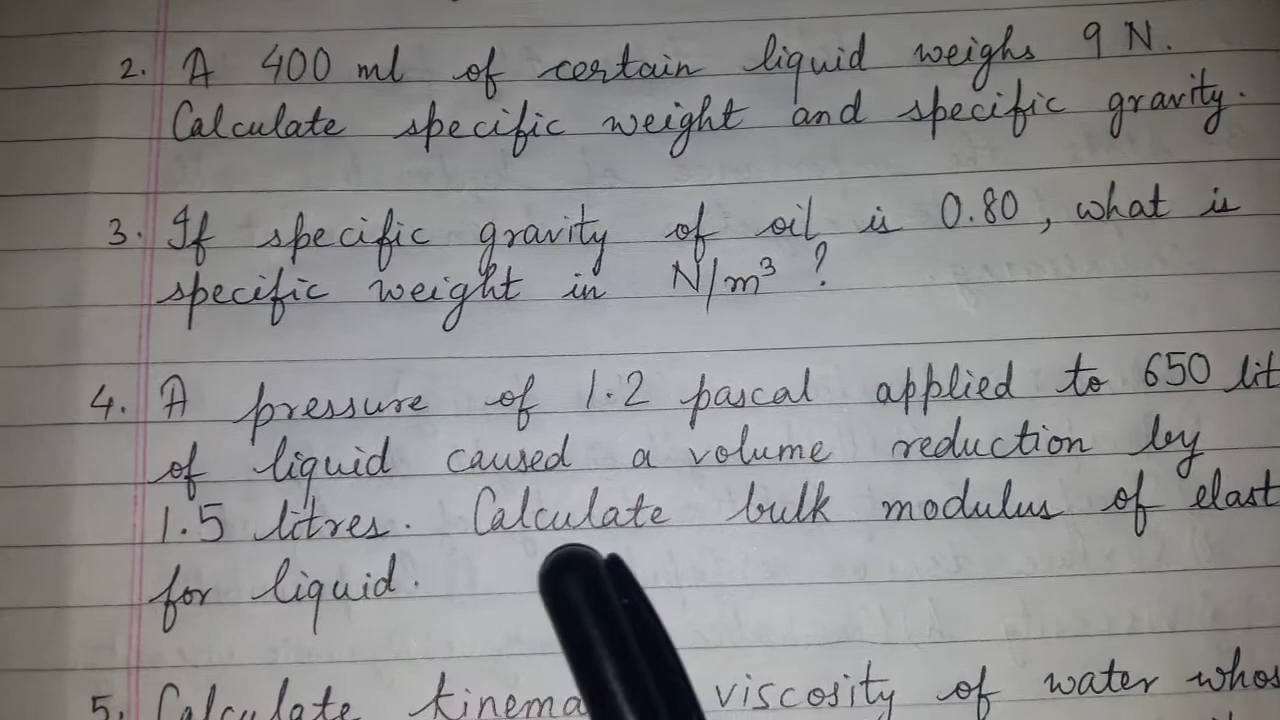 2. A 400 ml of certain liquid weighs 9 N.
Calculate specific weight and specific gravity.
3. If specific gravity of oil is 0.80, what is
specific weight in N/m³ ?
4. A pressure of 1.2 pascal applied to 650 lit
of liquid caused a volume reduction by
1.5 litres. Calculate bulk modulus of elast
for liquid.
5. Calculate kinema viscosity of water whos